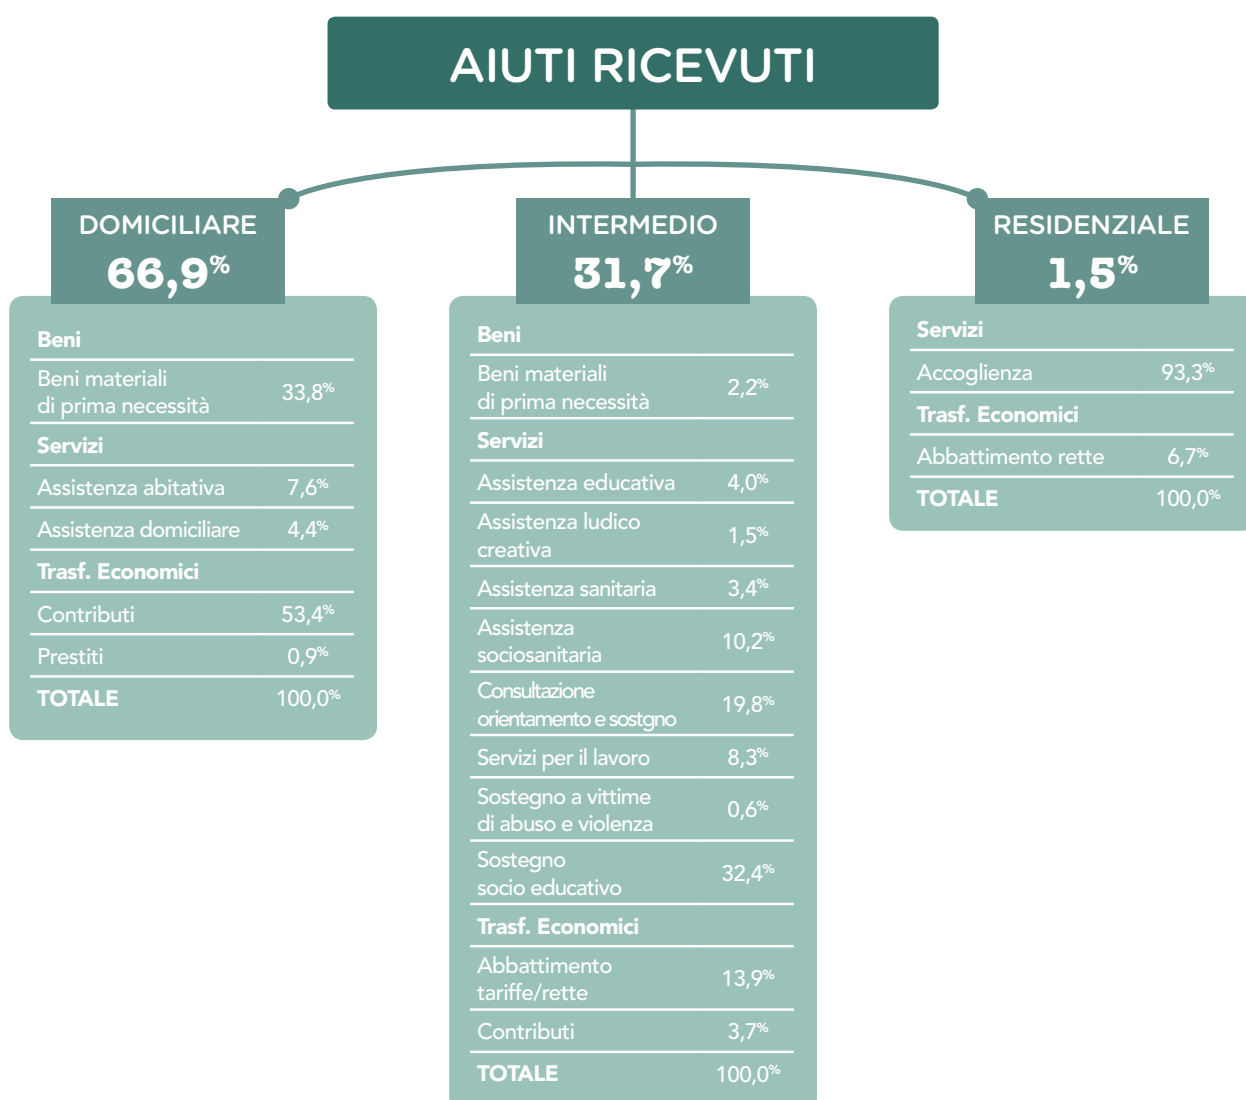 AIUTI RICEVUTI
DOMICILIARE
66,9%
Beni
Beni materiali
di prima necessità 33,8%
Servizi
Assistenza abitativa 7,6%
Assistenza domiciliare 4,4%
Trasf. Economici
Contributi 53,4%
Prestiti 0,9%
TOTALE 100,0%
INTERMEDIO
31,7%
Beni
Beni materiali
di prima necessità 2,2%
Servizi
Assistenza educativa 4,0%
Assistenza ludico
creativa 1,5%
Assistenza sanitaria 3,4%
Assistenza
sociosanitaria 10,2%
Consultazione
orientamento e sostgno 19,8%
Servizi per il lavoro 8,3%
Sostegno a vittime
di abuso e violenza 0,6%
Sostegno
socio educativo 32,4%
Trasf. Economici
Abbattimento
tariffe/rette 13,9%
Contributi 3,7%
TOTALE 100,0%
RESIDENZIALE
1,5%
Servizi
Accoglienza 93,3%
Trasf. Economici
Abbattimento rette 6,7%
TOTALE 100,0%